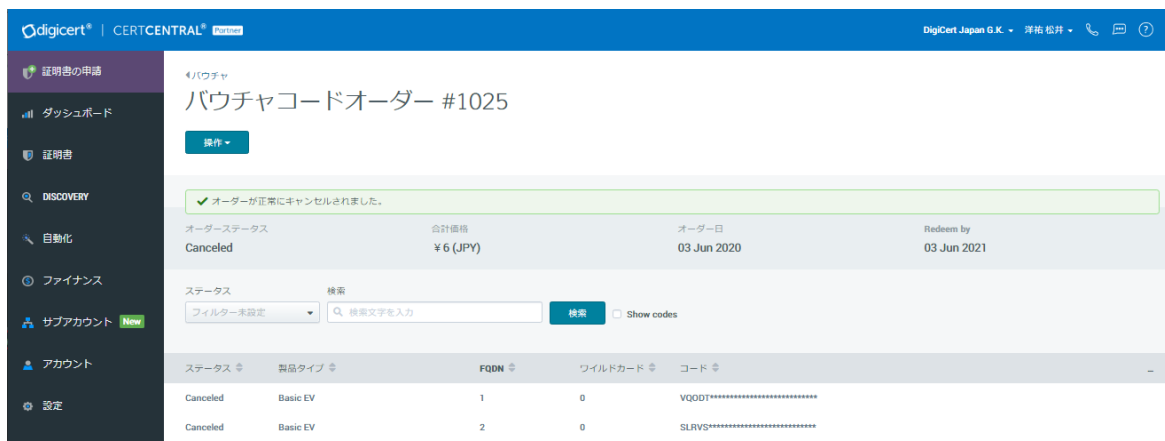 digicert® | CERTCENTRAL® Partner
DigiCert Japan G.K. 洋祐 松井
証明書の申請
ダッシュボード
証明書
DISCOVERY
自動化
ファイナンス
サブアカウント New
アカウント
設定
バウチャ
バウチャコードオーダー #1025
操作
オーダーが正常にキャンセルされました。
オーダーステータス 合計価格 オーダー日 Redeem by
Canceled ¥ 6 (JPY) 03 Jun 2020 03 Jun 2021
ステータス 検索
フィルター未設定 検索文字を入力 検索 Show codes
ステータス 製品タイプ FQDN ワイルドカード コード
Canceled Basic EV 1 0 VQODT***************************
Canceled Basic EV 2 0 SLRVS***************************